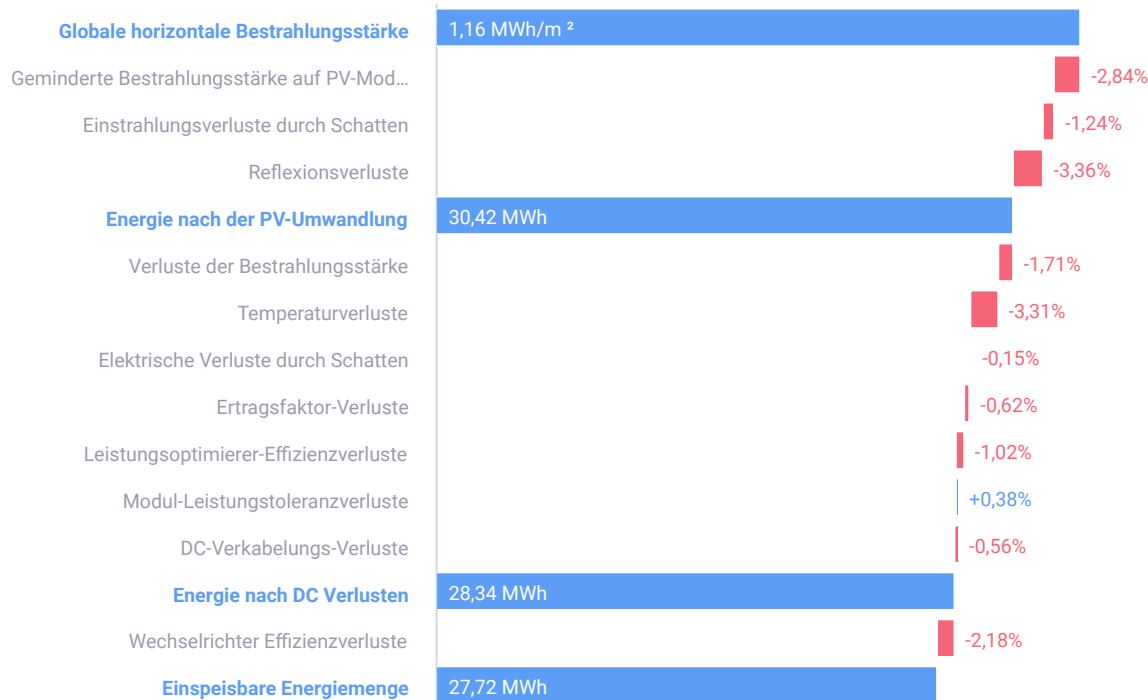 Globale horizontale Bestrahlungsstärke 1,16 MWh/m ²
Geminderte Bestrahlungsstärke auf PV-Mod... -2,84%
Einstrahlungsverluste durch Schatten -1,24%
Reflexionsverluste -3,36%
Energie nach der PV-Umwandlung 30,42 MWh
Verluste der Bestrahlungsstärke -1,71%
Temperaturverluste -3,31%
Elektrische Verluste durch Schatten -0,15%
Ertragsfaktor-Verluste -0,62%
Leistungsoptimierer-Effizienzverluste -1,02%
Modul-Leistungstoleranzverluste +0,38%
DC-Verkabelungs-Verluste -0,56%
Energie nach DC Verlusten 28,34 MWh
Wechselrichter Effizienzverluste -2,18%
Einspeisbare Energiemenge 27,72 MWh